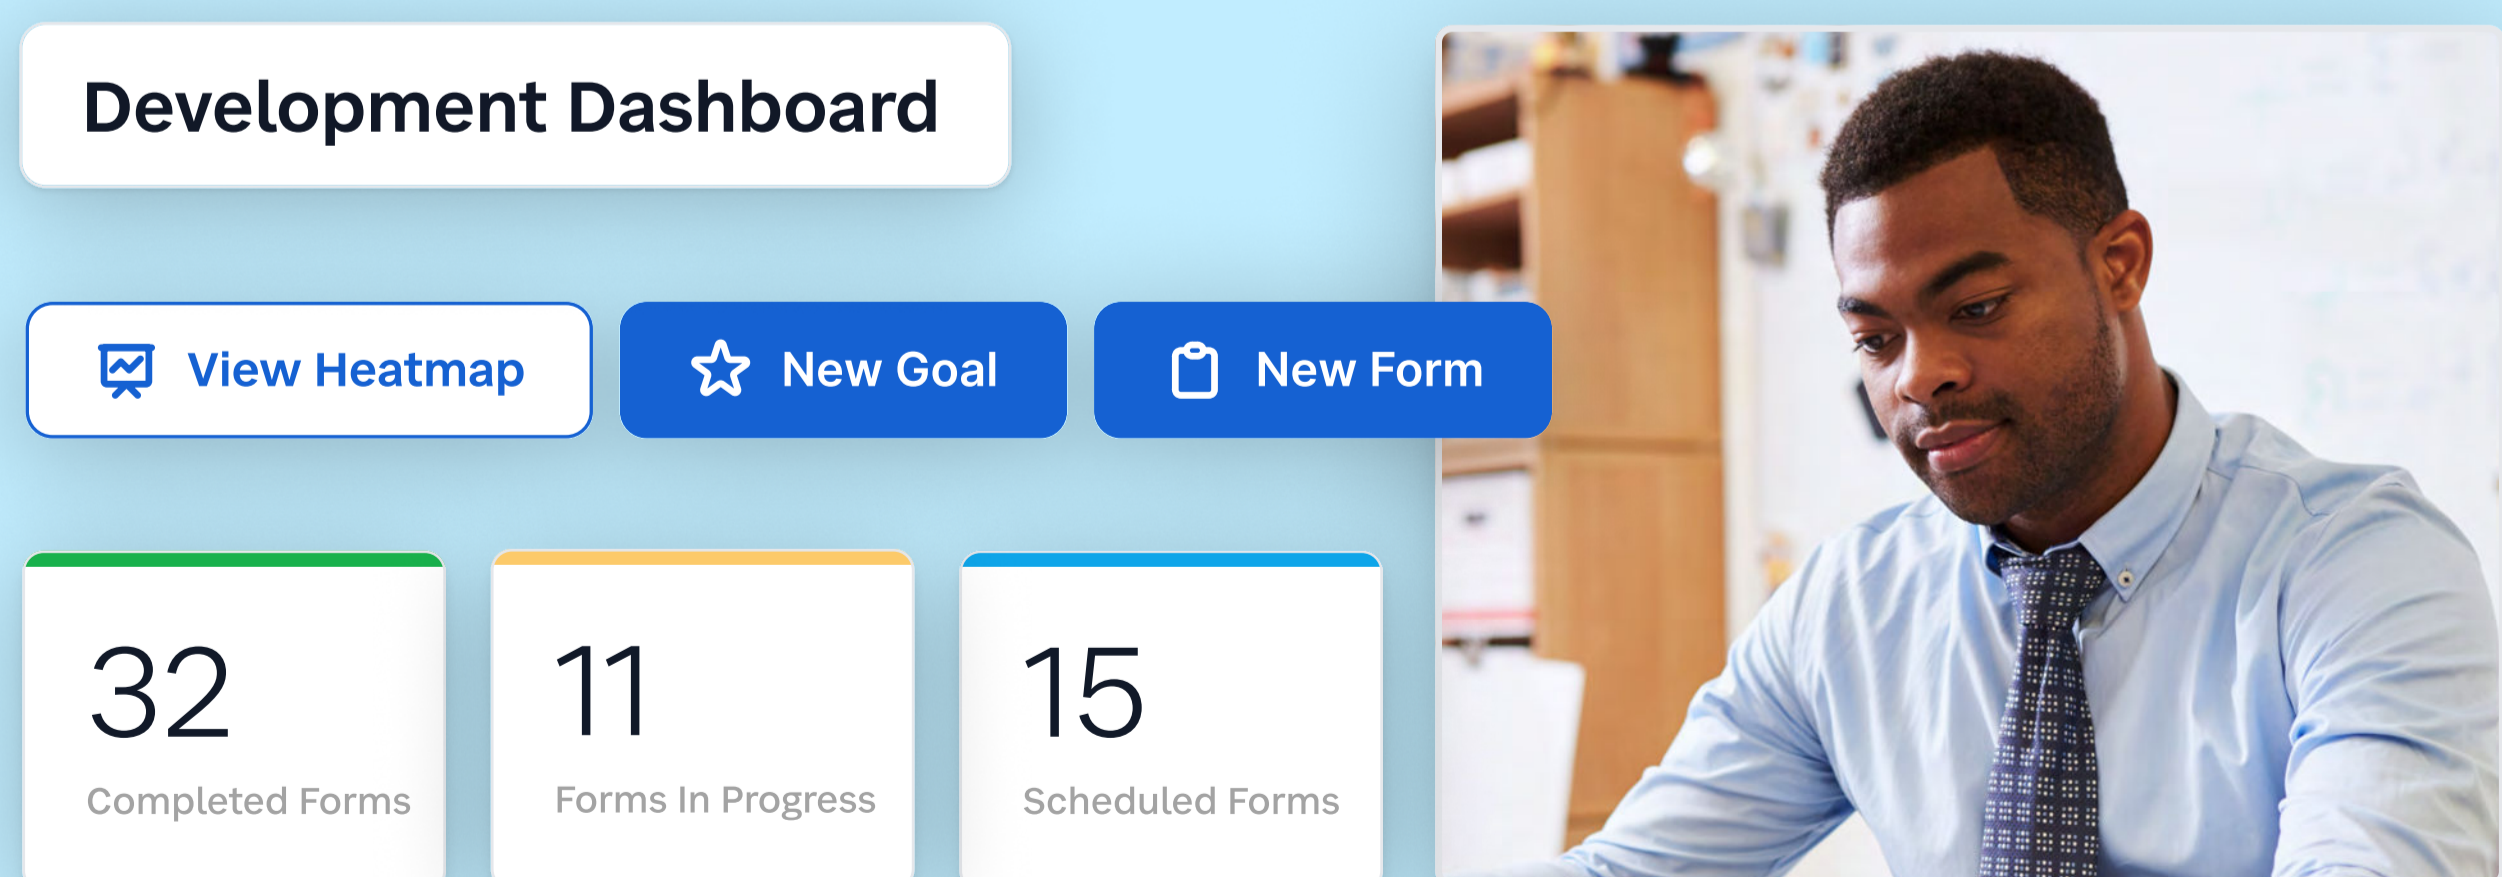 Development Dashboard
View Heatmap
New Goal
New Form
32
11
15
Completed Forms
Forms In Progress
Scheduled Forms